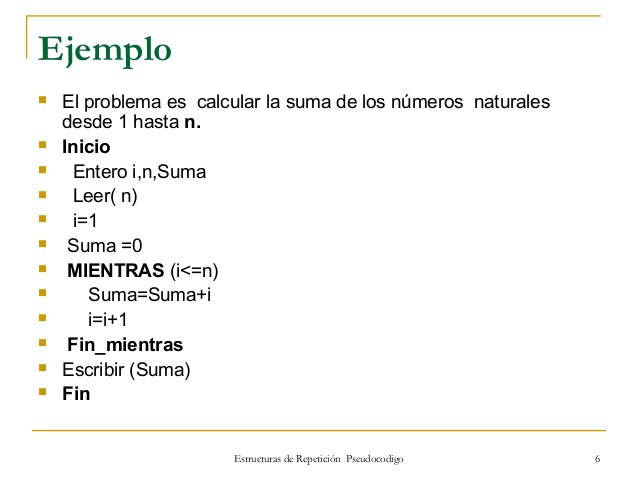 Ejemplo
El problema es calcular la suma de los números naturales
desde 1 hasta n.
Inicio
Entero i,n,Suma
Leer( n)
i=1
Suma =0
MIENTRAS (i<=n)
Suma=Suma+i
i=i+1
Fin_mientras
Escribir (Suma)
Fin
Estructuras de Repetición Pseudocodigo
6